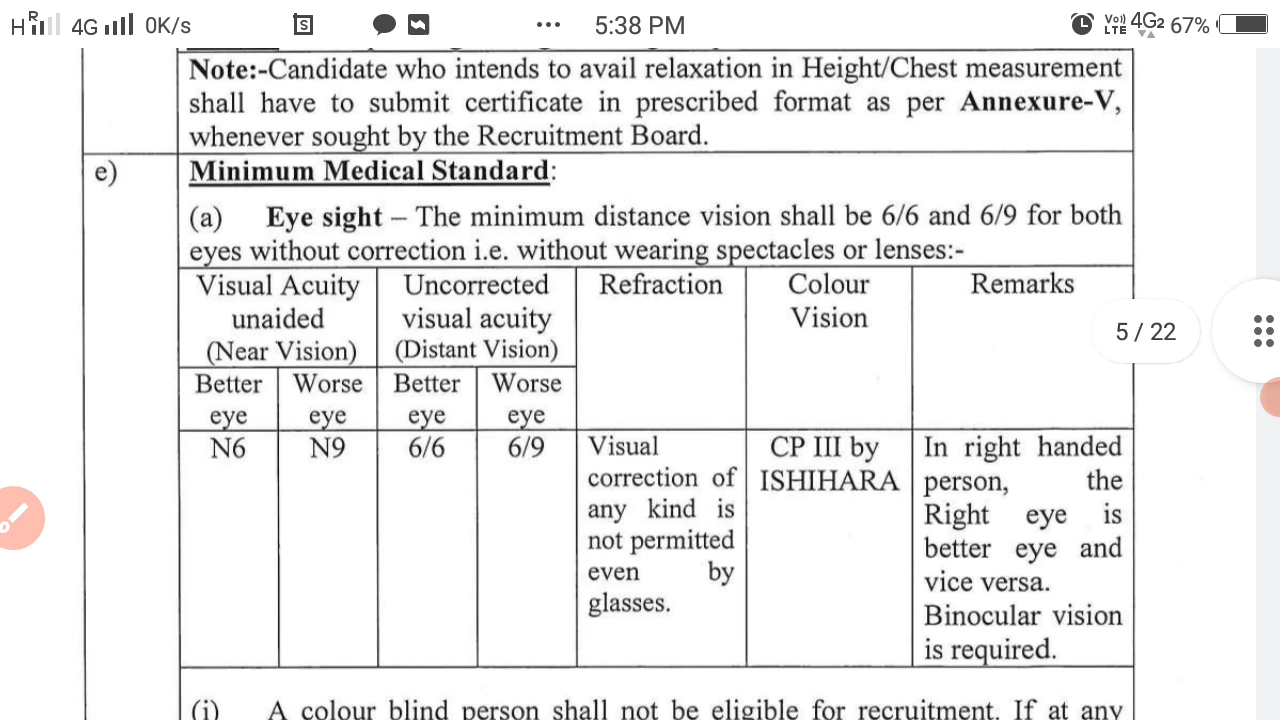 H R 4G 0K/s S ... 5:38 PM Vo)) LTE 4G2 67%
Note:-Candidate who intends to avail relaxation in Height/Chest measurement
shall have to submit certificate in prescribed format as per Annexure-V,
whenever sought by the Recruitment Board.
e) Minimum Medical Standard:
(a) Eye sight – The minimum distance vision shall be 6/6 and 6/9 for both
eyes without correction i.e. without wearing spectacles or lenses:-
Visual Acuity
unaided
(Near Vision)
Uncorrected
visual acuity
(Distant Vision)
Refraction
Colour
Vision
Remarks
5 / 22
Better
eye
Worse
eye
Better
eye
Worse
eye
N6
N9
6/6
6/9
Visual
correction of
any kind is
not permitted
even by
glasses.
CP III by
ISHIHARA
In right handed
person, the
Right eye is
better eye and
vice versa.
Binocular vision
is required.
(i) A colour blind person shall not be eligible for recruitment. If at any